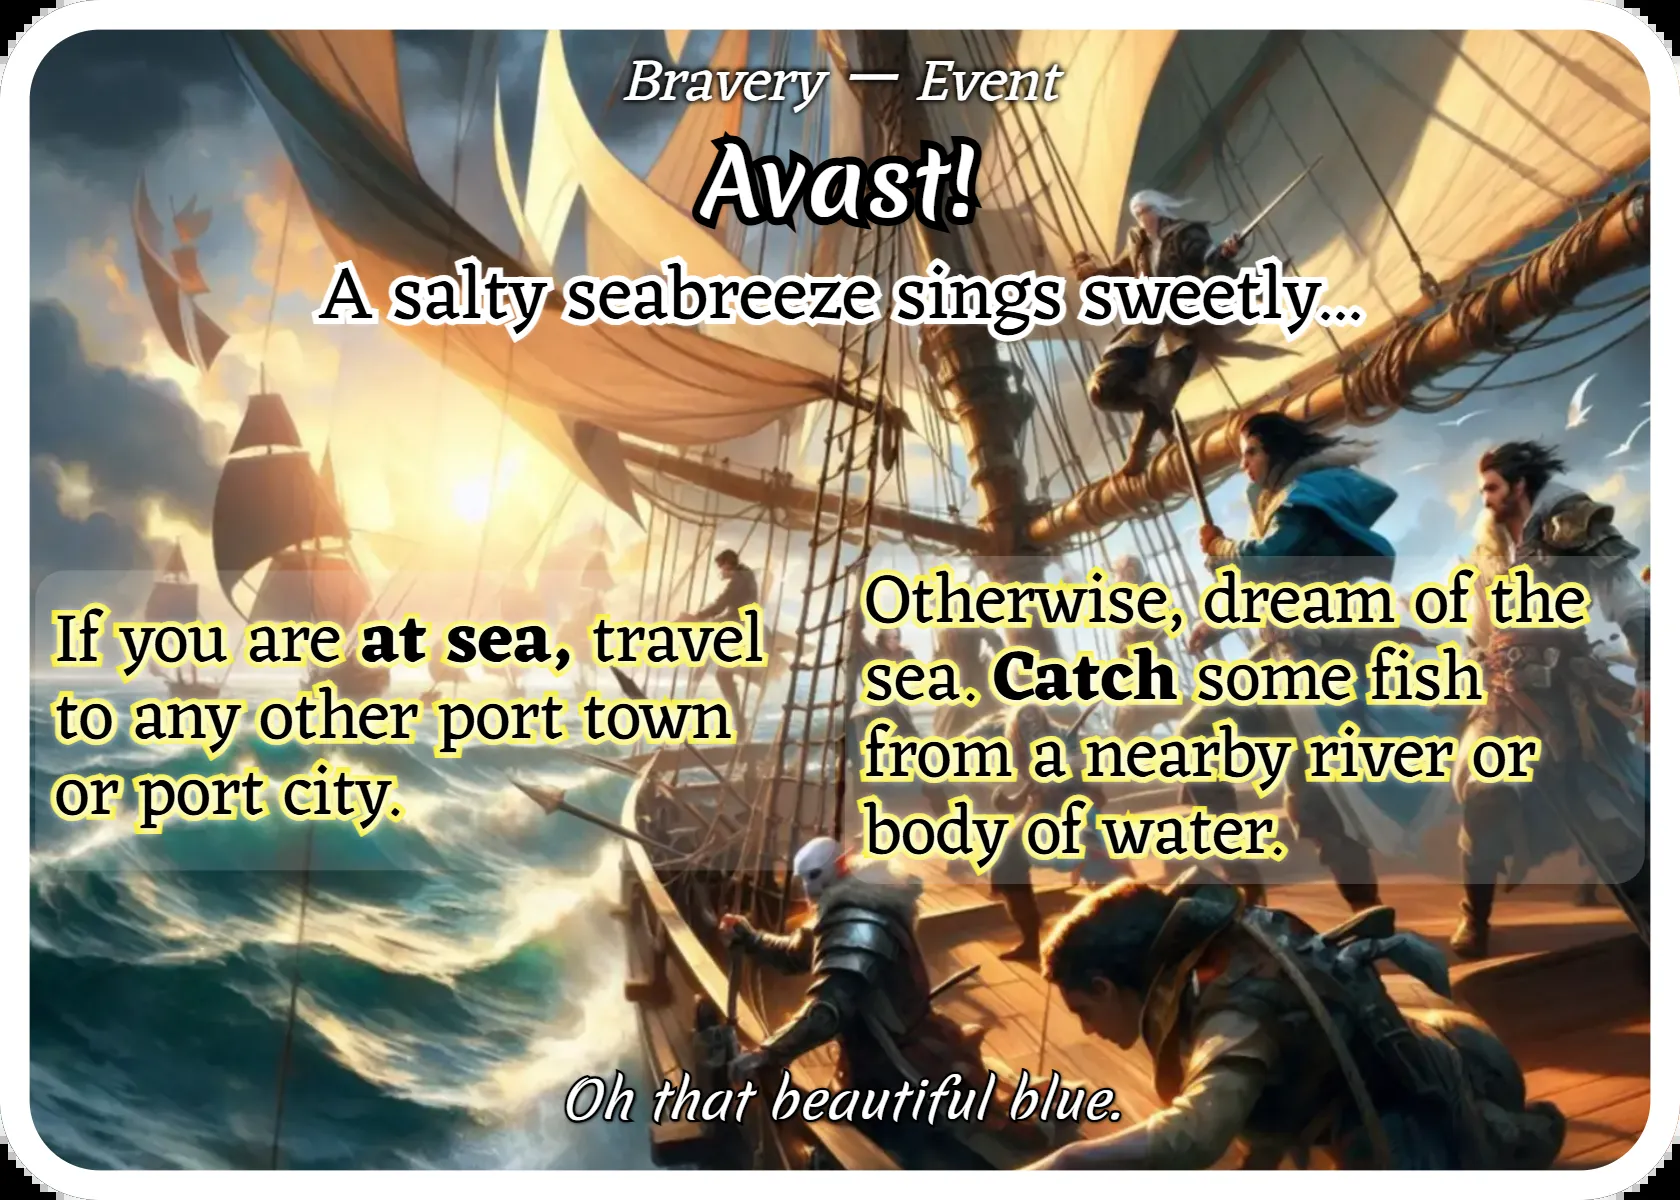 Bravery — Event
Avast!
A salty seabreeze sings sweetly...
If you are at sea, travel
to any other port town
or port city.
Otherwise, dream of the
sea. Catch some fish
from a nearby river or
body of water.
Oh that beautiful blue.